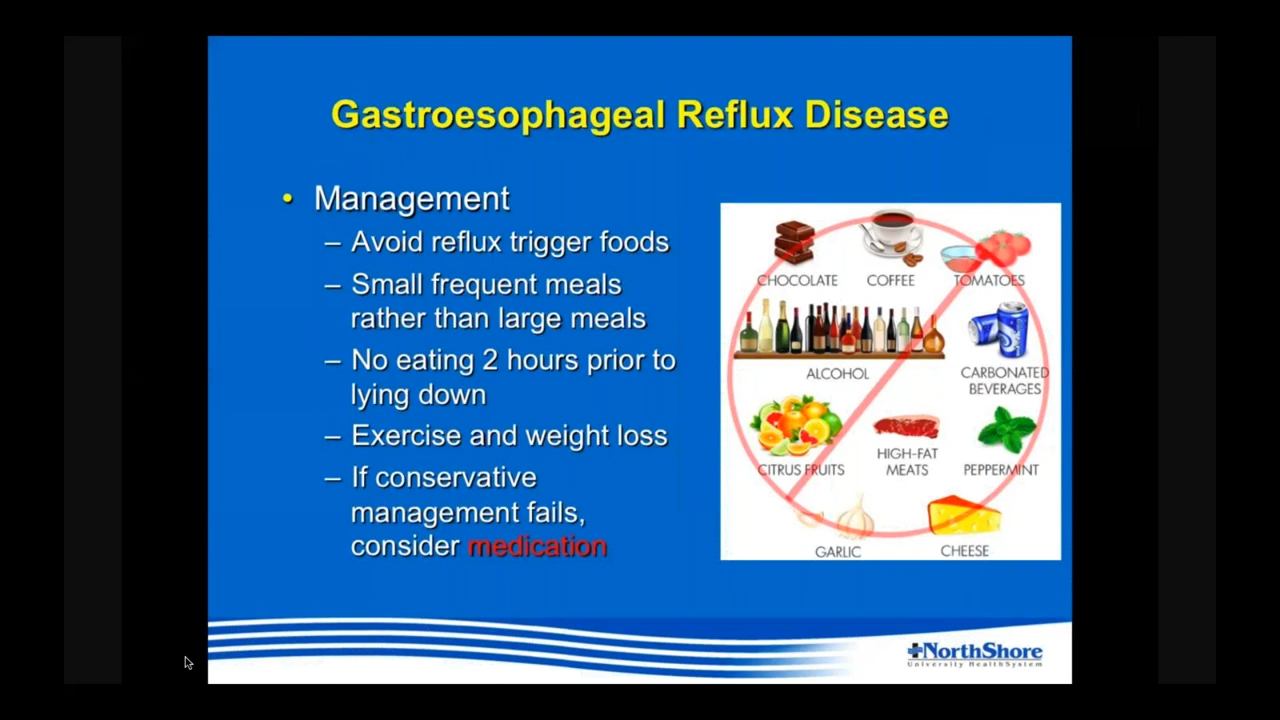 Gastroesophageal Reflux Disease
• Management
– Avoid reflux trigger foods
– Small frequent meals
rather than large meals
– No eating 2 hours prior to
lying down
– Exercise and weight loss
– If conservative
management fails,
consider medication
CHOCOLATE COFFEE TOMATOES
ALCOHOL
CARBONATED
BEVERAGES
CITRUS FRUITS
HIGH-FAT
MEATS
PEPPERMINT
GARLIC
CHEESE
NorthShore
University HealthSystem